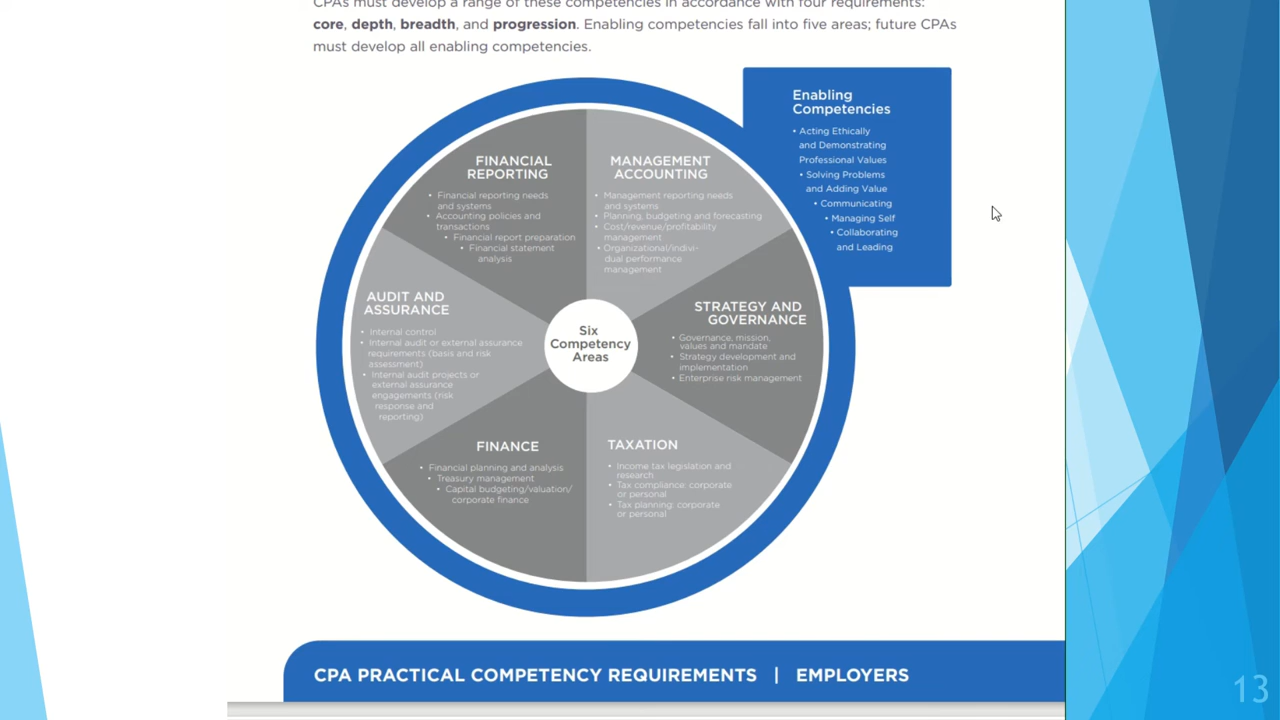 CPAs must develop a range of these competencies in accordance with four requirements:
core, depth, breadth, and progression. Enabling competencies fall into five areas; future CPAs
must develop all enabling competencies.
Enabling
Competencies
• Acting Ethically
and Demonstrating
Professional Values
• Solving Problems
and Adding Value
• Communicating
• Managing Self
• Collaborating
and Leading
FINANCIAL
REPORTING
• Financial reporting needs
and systems
• Accounting policies and
transactions
• Financial report preparation
• Financial statement
analysis
MANAGEMENT
ACCOUNTING
• Management reporting needs
and systems
• Planning, budgeting and forecasting
• Cost/revenue/profitability
management
• Organizational/indivi-
dual performance
management
AUDIT AND
ASSURANCE
• Internal control
• Internal audit or external assurance
requirements (basis and risk
assessment)
• Internal audit projects or
external assurance
engagements (risk
response and
reporting)
Six
Competency
Areas
STRATEGY AND
GOVERNANCE
• Governance, mission,
values and mandate
• Strategy development and
implementation
• Enterprise risk management
FINANCE
• Financial planning and analysis
• Treasury management
• Capital budgeting/valuation/
corporate finance
TAXATION
• Income tax legislation and
research
• Tax compliance: corporate
or personal
• Tax planning: corporate
or personal
CPA PRACTICAL COMPETENCY REQUIREMENTS | EMPLOYERS
13